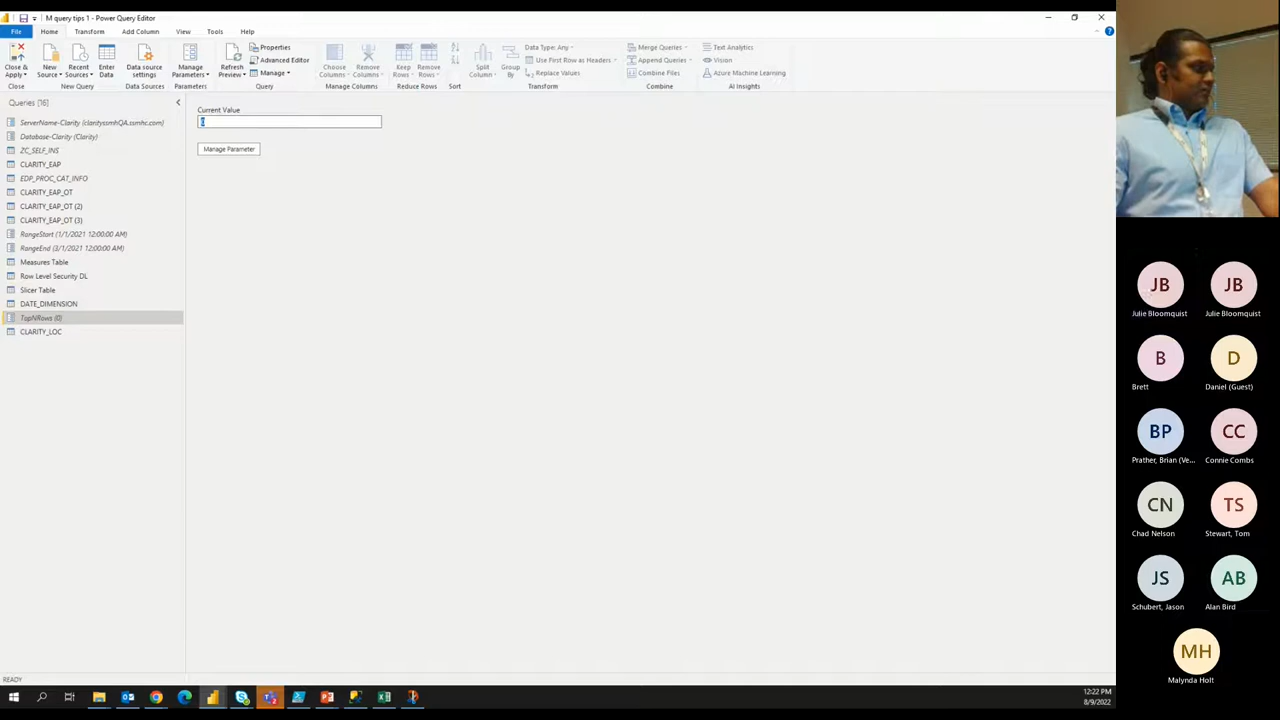 M query tips 1 - Power Query Editor
File Home Transform Add Column View Tools Help
Close & Apply
New Source
Recent Sources
Enter Data
Data source settings
Manage Parameters
Refresh Preview
Properties
Advanced Editor
Manage
Choose Columns
Remove Columns
Keep Rows
Remove Rows
Split Column
Group By
Data Type: Any
Use First Row as Headers
Replace Values
Merge Queries
Append Queries
Combine Files
Text Analytics
Vision
Azure Machine Learning
Close New Query Data Sources Parameters Query Manage Columns Reduce Rows Sort Transform Combine AI Insights
Queries [16]
ServerName-Clarity (clarityssmhQA.ssmhc.com)
Database-Clarity (Clarity)
ZC_SELF_INS
CLARITY_EAP
EDP_PROC_CAT_INFO
CLARITY_EAP_OT
CLARITY_EAP_OT (2)
CLARITY_EAP_OT (3)
RangeStart (1/1/2021 12:00:00 AM)
RangeEnd (3/1/2021 12:00:00 AM)
Measures Table
Row Level Security DL
Slicer Table
DATE_DIMENSION
TopNRows (0)
CLARITY_LOC
Current Value
0
Manage Parameter
READY
12:22 PM
8/9/2022
JB JB
Julie Bloomquist Julie Bloomquist
B D
Brett Daniel (Guest)
BP CC
Prather, Brian (Ve... Connie Combs
CN TS
Chad Nelson Stewart, Tom
JS AB
Schubert, Jason Alan Bird
MH
Malynda Holt